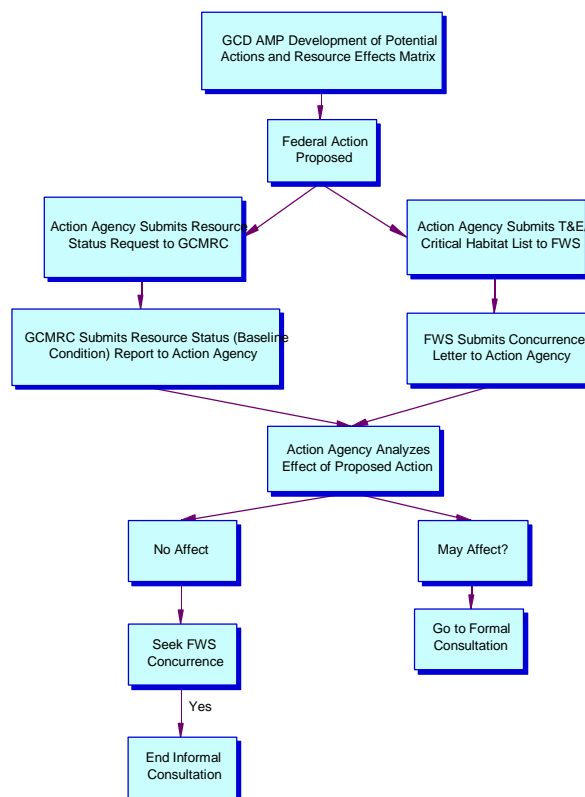 GCD AMP Development of Potential
Actions and Resource Effects Matrix
Federal Action
Proposed
Action Agency Submits Resource
Status Request to GCMRC
Action Agency Submits T&E
Critical Habitat List to FWS
GCMRC Submits Resource Status (Baseline
Condition) Report to Action Agency
FWS Submits Concurrence
Letter to Action Agency
Action Agency Analyzes
Effect of Proposed Action
No Affect
May Affect?
Seek FWS
Concurrence
Go to Formal
Consultation
Yes
End Informal
Consultation